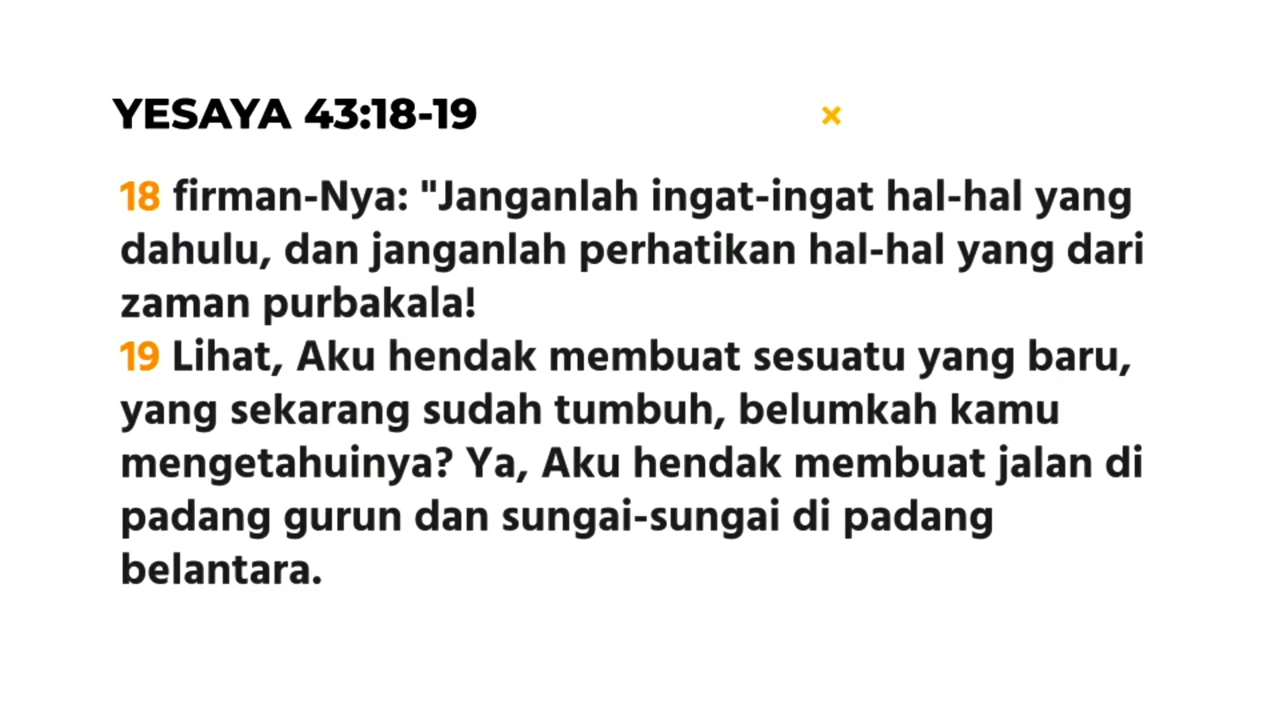 YESAYA 43:18-19
18 firman-Nya: "Janganlah ingat-ingat hal-hal yang
dahulu, dan janganlah perhatikan hal-hal yang dari
zaman purbakala!
19 Lihat, Aku hendak membuat sesuatu yang baru,
yang sekarang sudah tumbuh, belumkah kamu
mengetahuinya? Ya, Aku hendak membuat jalan di
padang gurun dan sungai-sungai di padang
belantara.